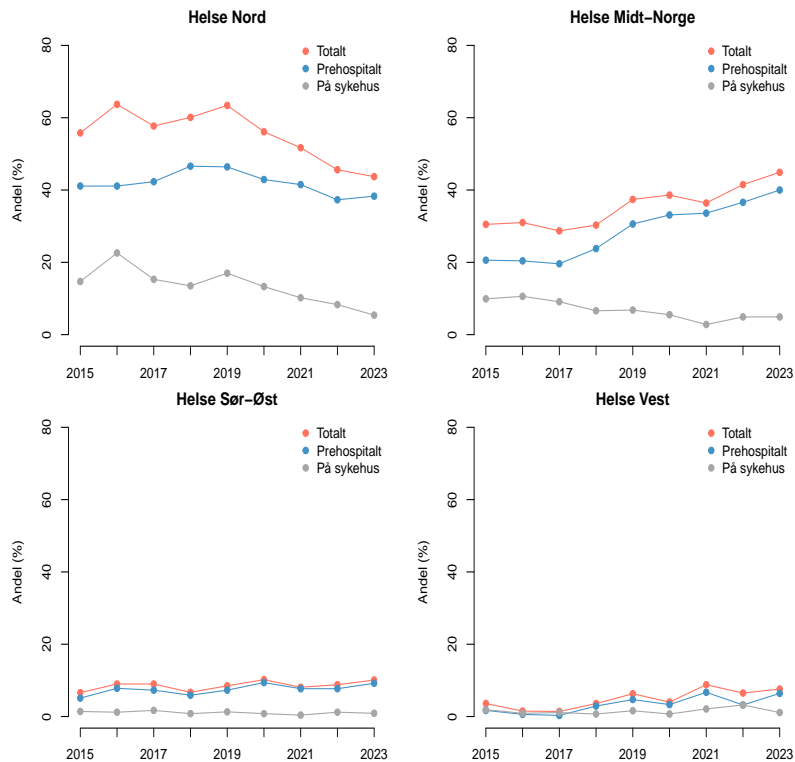 Helse Nord
Totalt
Prehospitalt
På sykehus
Andel (%)
80
60
40
20
0
2015 2017 2019 2021 2023
Helse Midt−Norge
Totalt
Prehospitalt
På sykehus
Andel (%)
80
60
40
20
0
2015 2017 2019 2021 2023
Helse Sør−Øst
Totalt
Prehospitalt
På sykehus
Andel (%)
80
60
40
20
0
2015 2017 2019 2021 2023
Helse Vest
Totalt
Prehospitalt
På sykehus
Andel (%)
80
60
40
20
0
2015 2017 2019 2021 2023